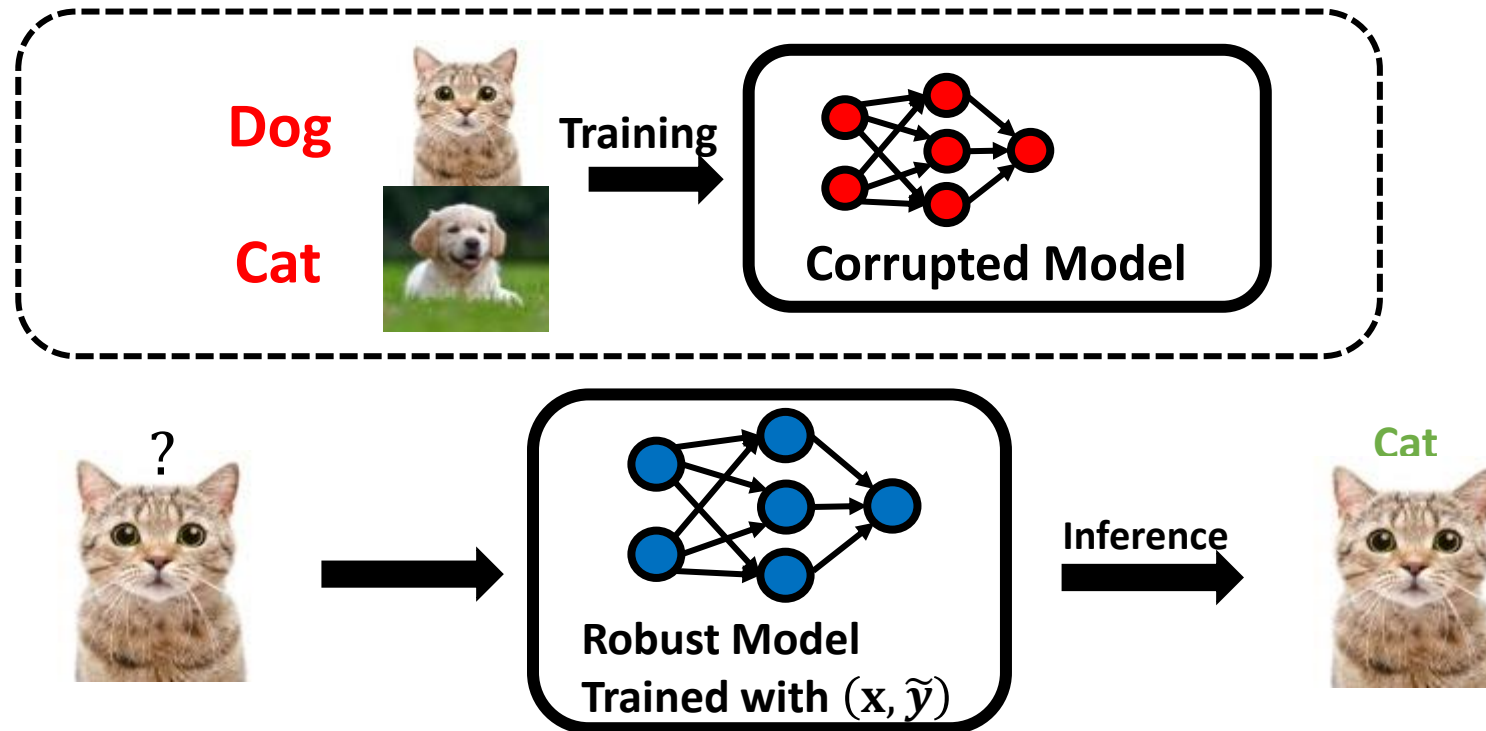 Dog
Training
Cat
Corrupted Model
?
Cat
Inference
Robust Model
Trained with (x, ỹ)